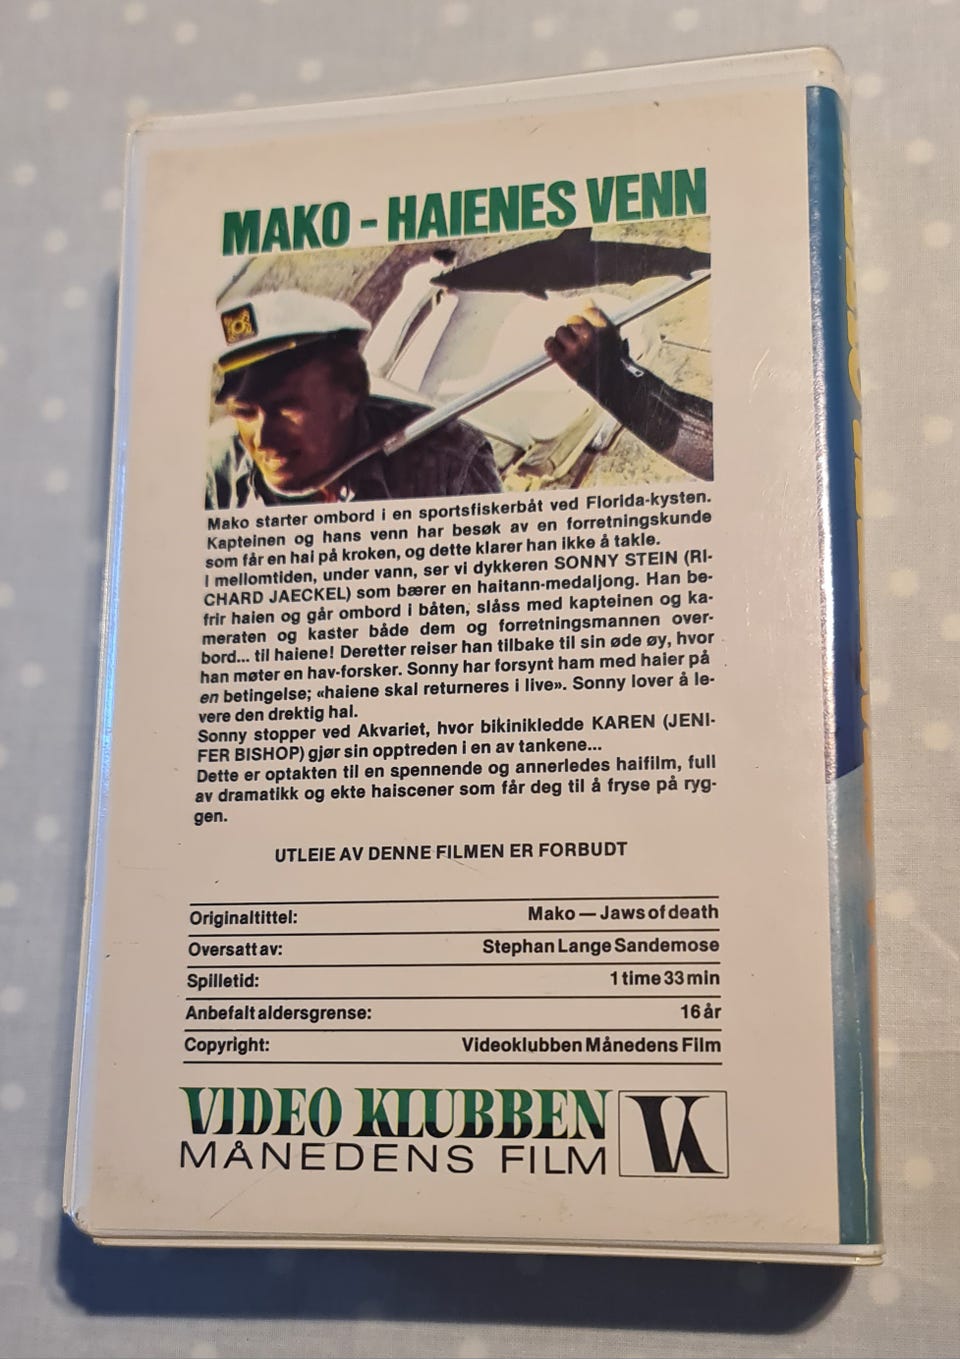 MAKO - HAIENES VENN
Mako starter ombord i en sportsfiskerbåt ved Florida-kysten.
Kapteinen og hans venn har besøk av en forretningskunde
som får en hai på kroken, og dette klarer han ikke å takle.
I mellomtiden, under vann, ser vi dykkeren SONNY STEIN (RI-
CHARD JAECKEL) som bærer en haitann-medaljong. Han be-
frir haien og går ombord i båten, slåss med kapteinen og ka-
meraten og kaster både dem og forretningsmannen over-
bord... til haiene! Deretter reiser han tilbake til sin øde øy, hvor
han møter en hav-forsker. Sonny har forsynt ham med haier på
en betingelse; «haiene skal returneres i live». Sonny lover å le-
vere den drektig hai.
Sonny stopper ved Akvariet, hvor bikinikledde KAREN (JENI-
FER BISHOP) gjør sin opptreden i en av tankene...
Dette er optakten til en spennende og annerledes haifilm, full
av dramatikk og ekte haiscener som får deg til å fryse på ryg-
gen.
UTLEIE AV DENNE FILMEN ER FORBUDT
Originaltittel: Mako — Jaws of death
Oversatt av: Stephan Lange Sandemose
Spilletid: 1 time 33 min
Anbefalt aldersgrense: 16 år
Copyright: Videoklubben Månedens Film
VIDEO KLUBBEN
MÅNEDENS FILM
VK